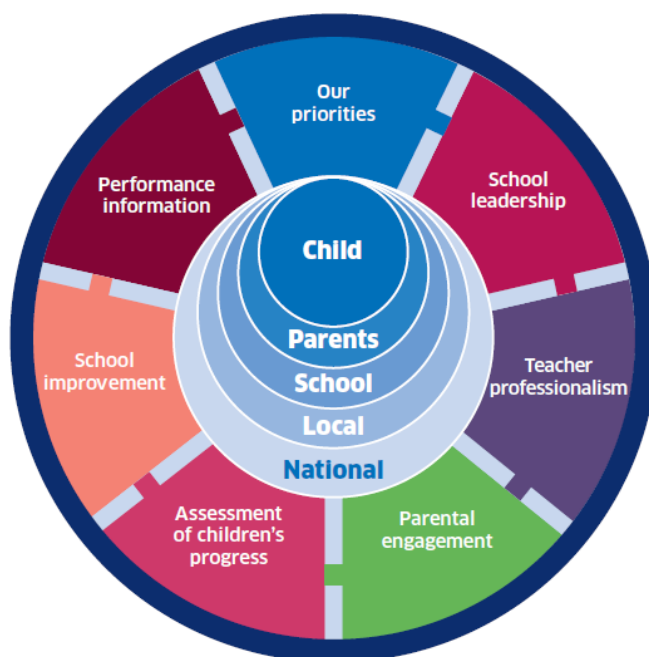 Our
priorities
School
leadership
Teacher
professionalism
Parental
engagement
Assessment
of children's
progress
School
improvement
Performance
information
Child
Parents
School
Local
National